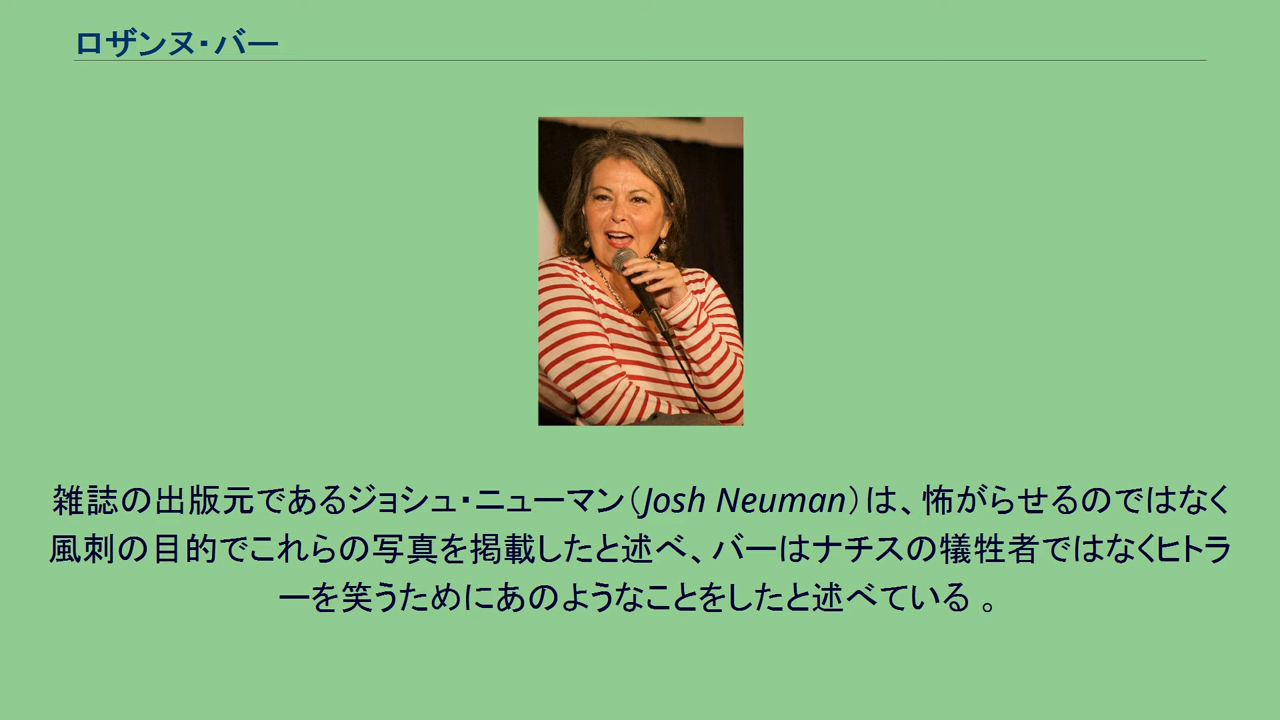 ロザンヌ・バー
雑誌の出版元であるジョシュ・ニューマン（Josh Neuman）は、怖がらせるのではなく
風刺の目的でこれらの写真を掲載したと述べ、バーはナチスの犠牲者ではなくヒトラ
ーを笑うためにあのようなことをしたと述べている 。